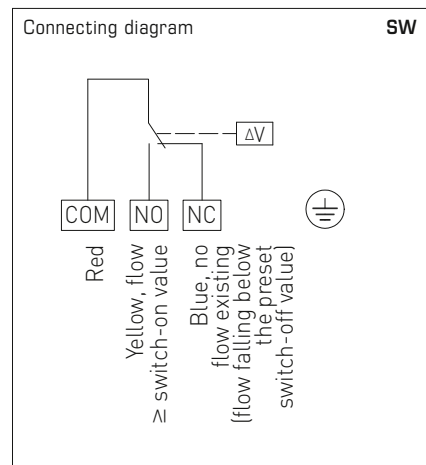 Connecting diagram
SW
ΔV
COM
NO
NC
Red
Yellow, flow
≥ switch-on value
Blue, no
flow existing
(flow falling below
the preset
switch-off value)